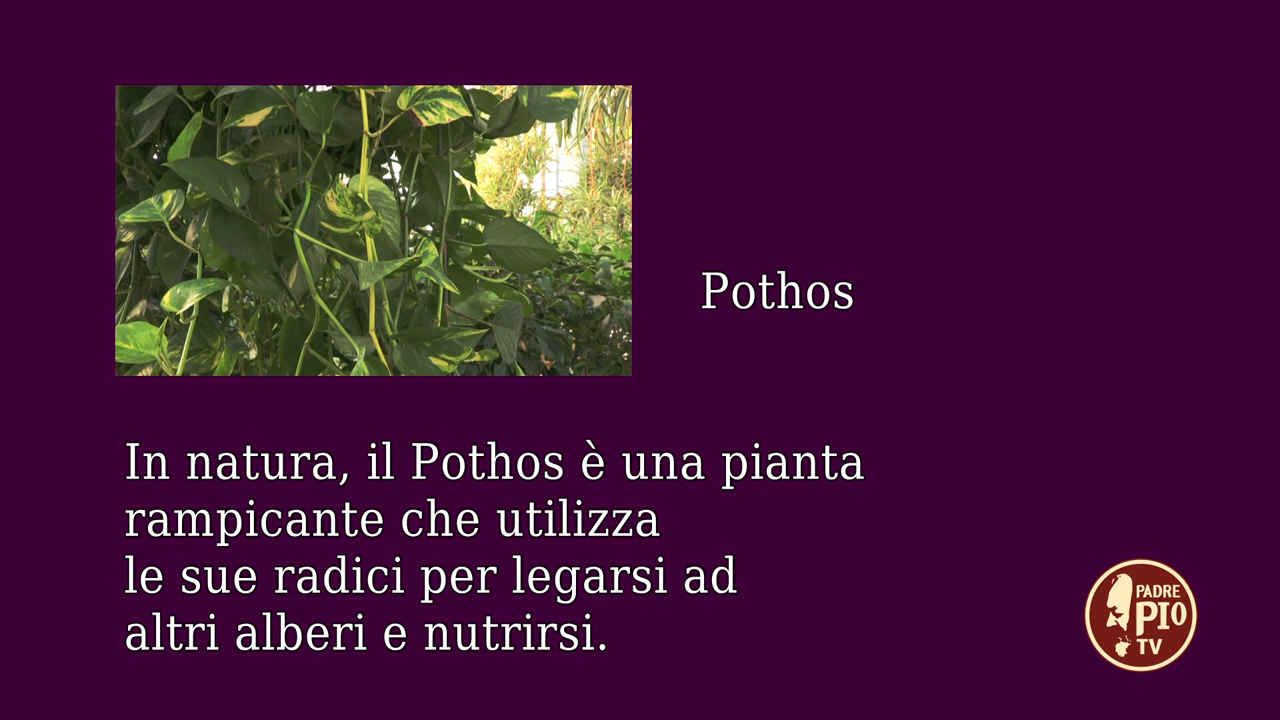 Pothos
In natura, il Pothos è una pianta
rampicante che utilizza
le sue radici per legarsi ad
altri alberi e nutrirsi.
PADRE
PIO
TV